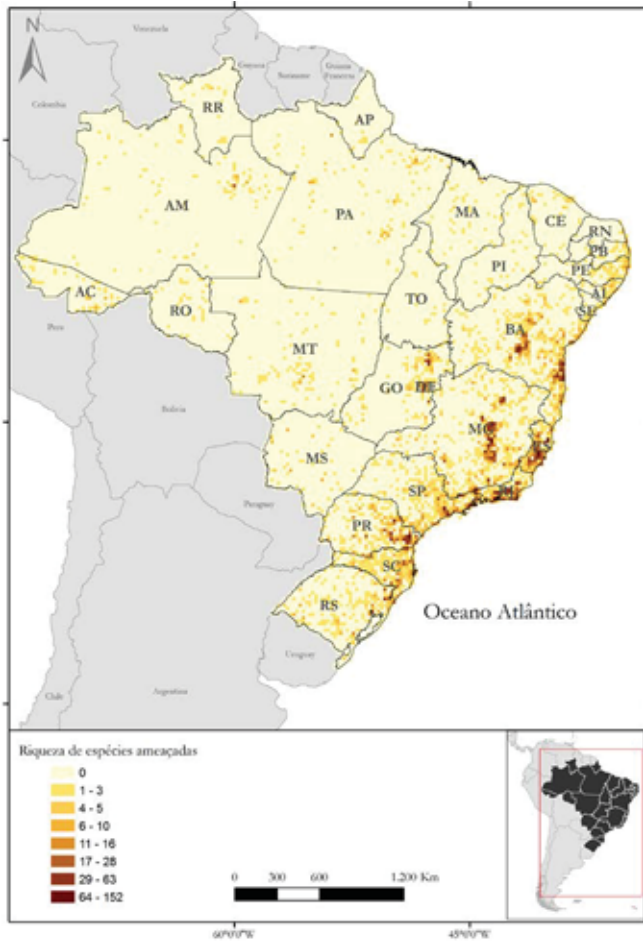 N
Venezuela
Guyana
Suriname
Guiana
Francesa
Colombia
RR
AP
AM
PA
MA
CE
RN
PB
PE
AL
SE
PI
AC
TO
RO
BA
Peru
MT
GO
DF
Bolivia
MG
ES
MS
SP
RJ
Paraguay
PR
SC
RS
Oceano Atlântico
Uruguay
Chile
Argentina
Riqueza de espécies ameaçadas
0
1 - 3
4 - 5
6 - 10
11 - 16
17 - 28
29 - 63
64 - 152
0 300 600 1.200 Km
60°0'0"W 45°0'0"W